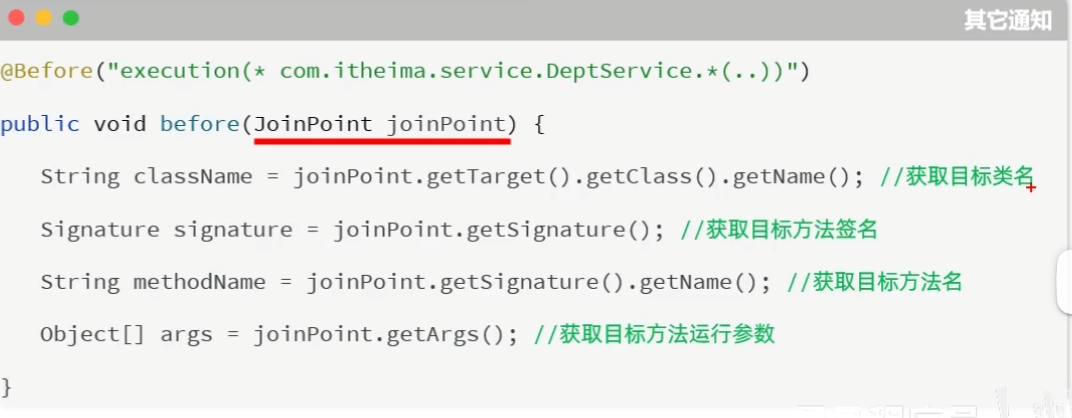 其它通知
@Before("execution(* com.itheima.service.DeptService.*(..))")
public void before(JoinPoint joinPoint) {
String className = joinPoint.getTarget().getClass().getName(); //获取目标类名
Signature signature = joinPoint.getSignature(); //获取目标方法签名
String methodName = joinPoint.getSignature().getName(); //获取目标方法名
Object[] args = joinPoint.getArgs(); //获取目标方法运行参数
}